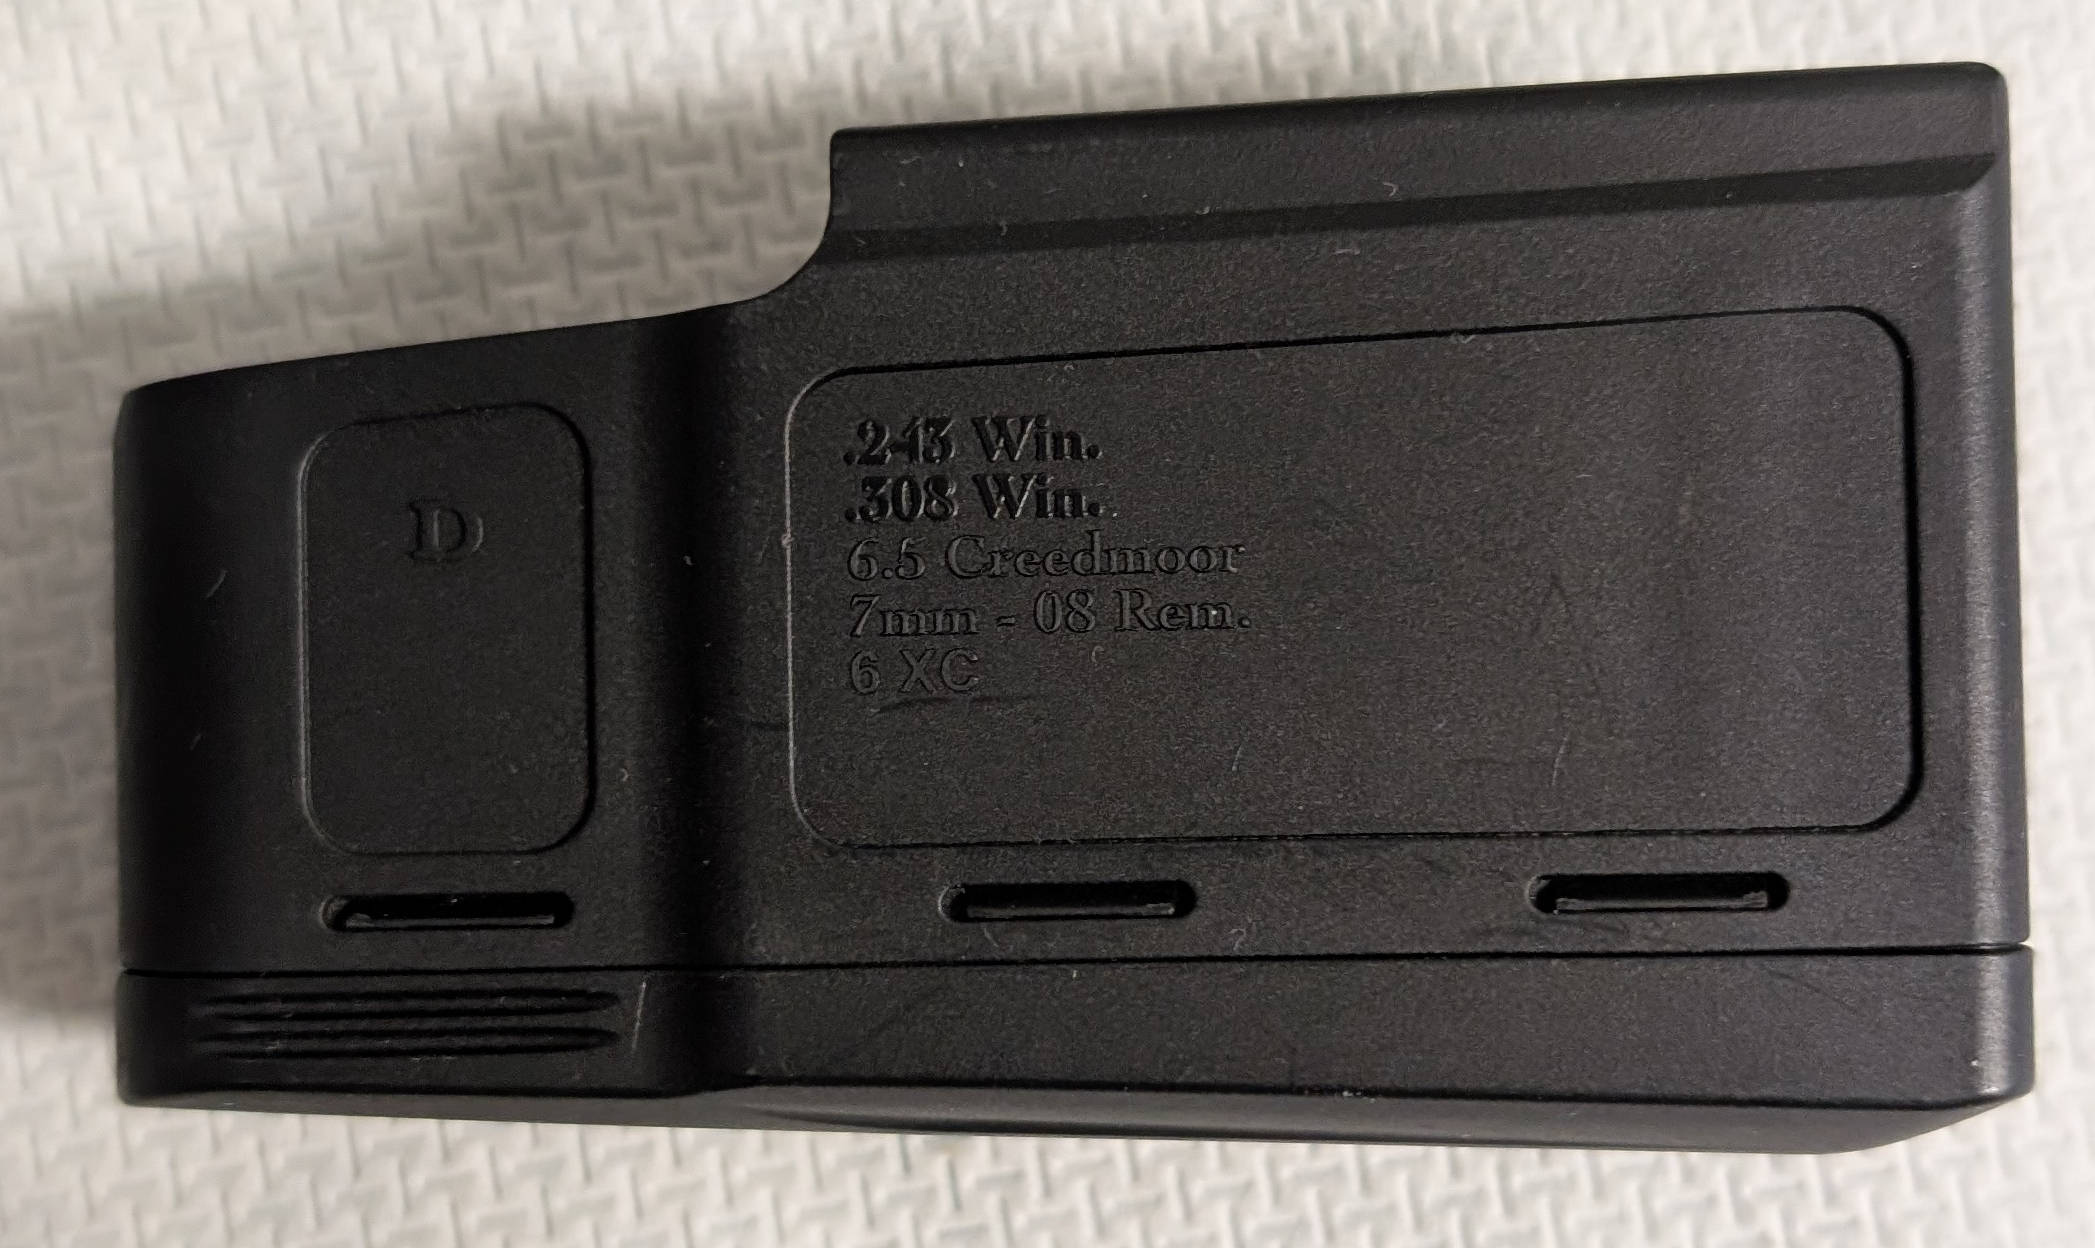 D
.243 Win.
.308 Win.
6.5 Creedmoor
7mm - 08 Rem.
6 XC